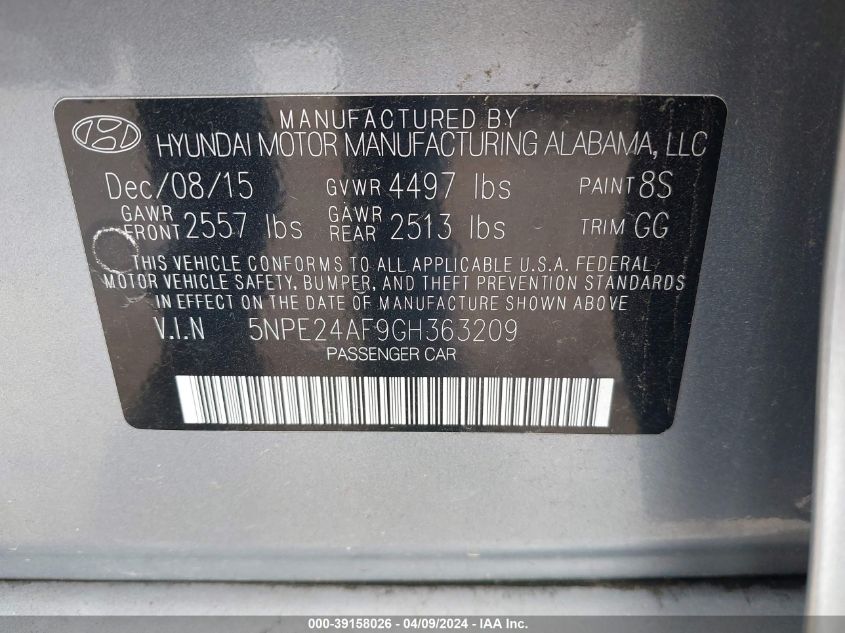 MANUFACTURED BY
HYUNDAI MOTOR MANUFACTURING ALABAMA, LLC
Dec/08/15 GVWR 4497 lbs PAINT 8S
GAWR FRONT 2557 lbs GAWR REAR 2513 lbs TRIM GG
THIS VEHICLE CONFORMS TO ALL APPLICABLE U.S.A. FEDERAL
MOTOR VEHICLE SAFETY, BUMPER, AND THEFT PREVENTION STANDARDS
IN EFFECT ON THE DATE OF MANUFACTURE SHOWN ABOVE
V.I.N 5NPE24AF9GH363209
PASSENGER CAR
000-39158026 - 04/09/2024 - IAA Inc.